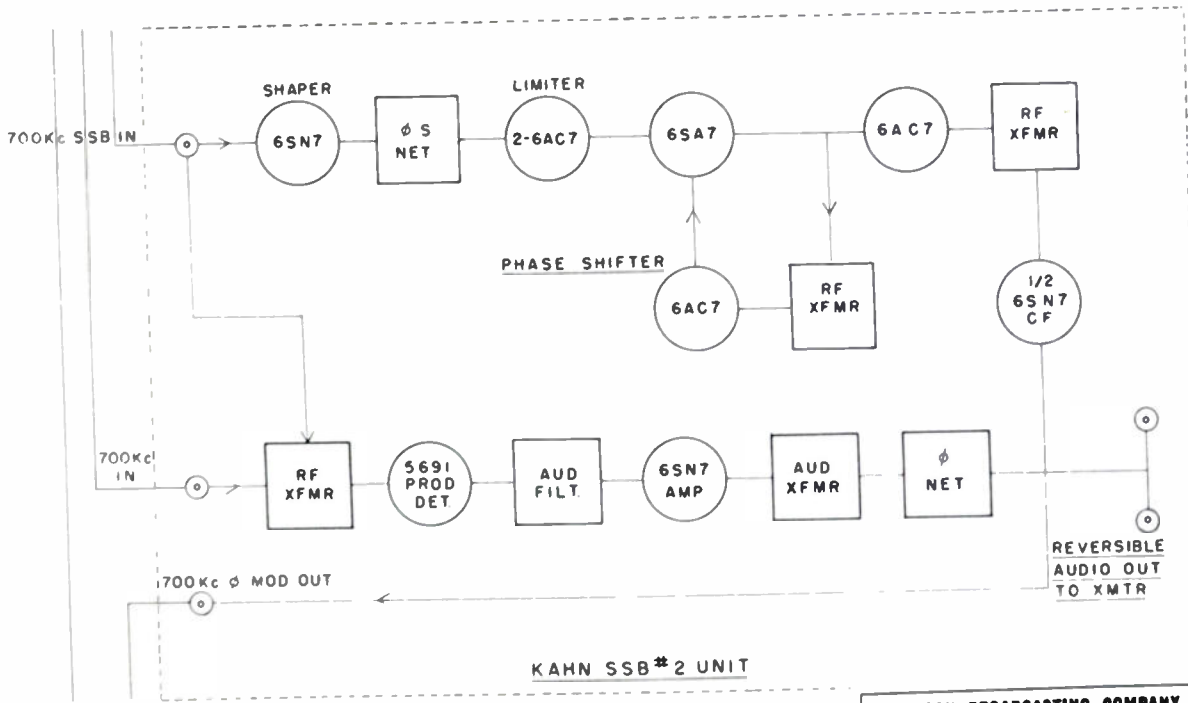 SHAPER
LIMITER
700Kc SSB IN
6SN7
φ S
NET
2-6AC7
6SA7
6AC7
RF
XFMR
PHASE SHIFTER
6AC7
RF
XFMR
1/2
6SN7
CF
700Kc
IN
RF
XFMR
5691
PROD
DET.
AUD
FILT.
6SN7
AMP
AUD
XFMR
φ
NET
REVERSIBLE
AUDIO OUT
TO XMTR
700Kc φ MOD OUT
KAHN SSB #2 UNIT
BROADCASTING COMPANY